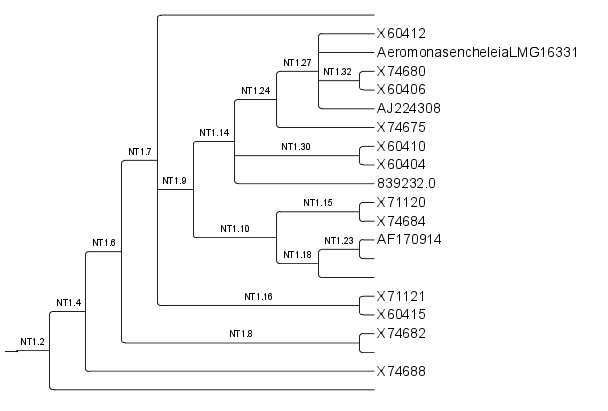 X60412
AeromonasencheleiaLMG16331
NT1.27
X74680
NT1.32
X60406
NT1.24
AJ224308
X74675
NT1.14
X60410
NT1.30
X60404
NT1.7
NT1.9
839232.0
X71120
NT1.15
X74684
NT1.10
AF170914
NT1.23
NT1.6
NT1.18
X71121
NT1.16
NT1.4
X60415
X74682
NT1.8
NT1.2
X74688